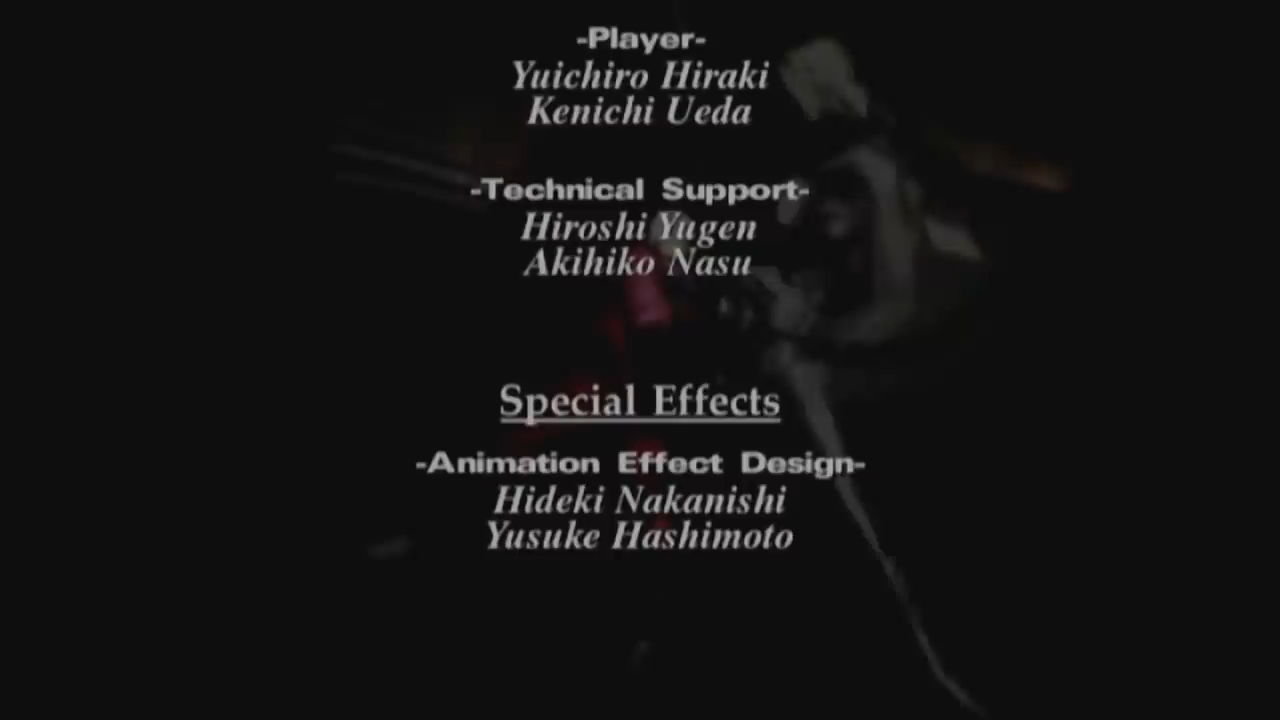 -Player-
Yuichiro Hiraki
Kenichi Ueda
-Technical Support-
Hiroshi Yugen
Akihiko Nasu
Special Effects
-Animation Effect Design-
Hideki Nakanishi
Yusuke Hashimoto